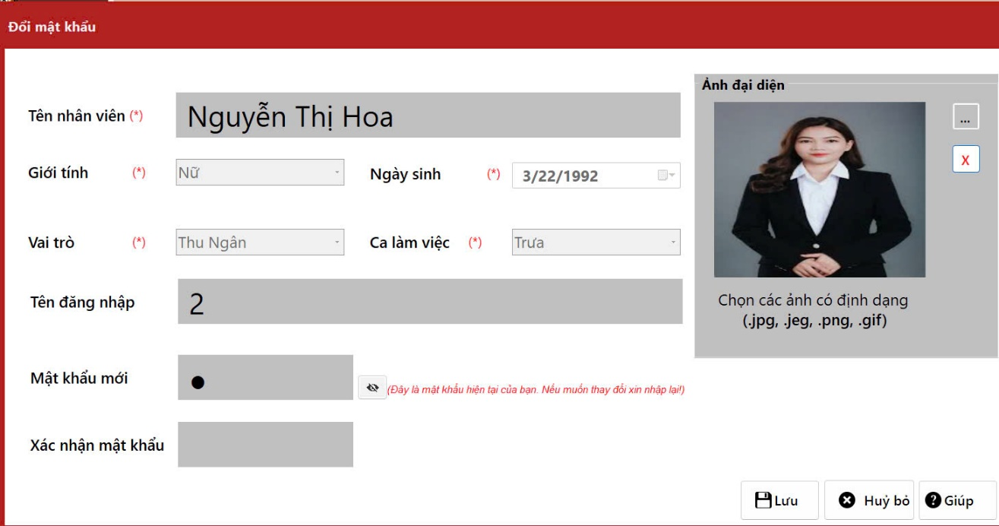 Đổi mật khẩu
Ảnh đại diện
Tên nhân viên (*) Nguyễn Thị Hoa
...
Giới tính (*) Nữ Ngày sinh (*) 3/22/1992
X
Vai trò (*) Thu Ngân Ca làm việc (*) Trưa
Chọn các ảnh có định dạng
(.jpg, .jeg, .png, .gif)
Tên đăng nhập 2
Mật khẩu mới ● (Đây là mật khẩu hiện tại của bạn. Nếu muốn thay đổi xin nhập lại!)
Xác nhận mật khẩu
Lưu Huỷ bỏ Giúp